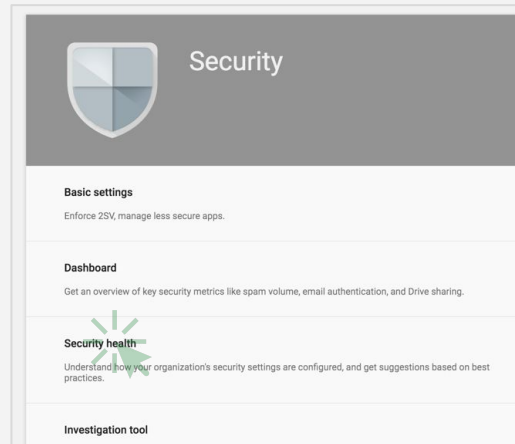 Security
Basic settings
Enforce 2SV, manage less secure apps.
Dashboard
Get an overview of key security metrics like spam volume, email authentication, and Drive sharing.
Security health
Understand how your organization's security settings are configured, and get suggestions based on best
practices.
Investigation tool